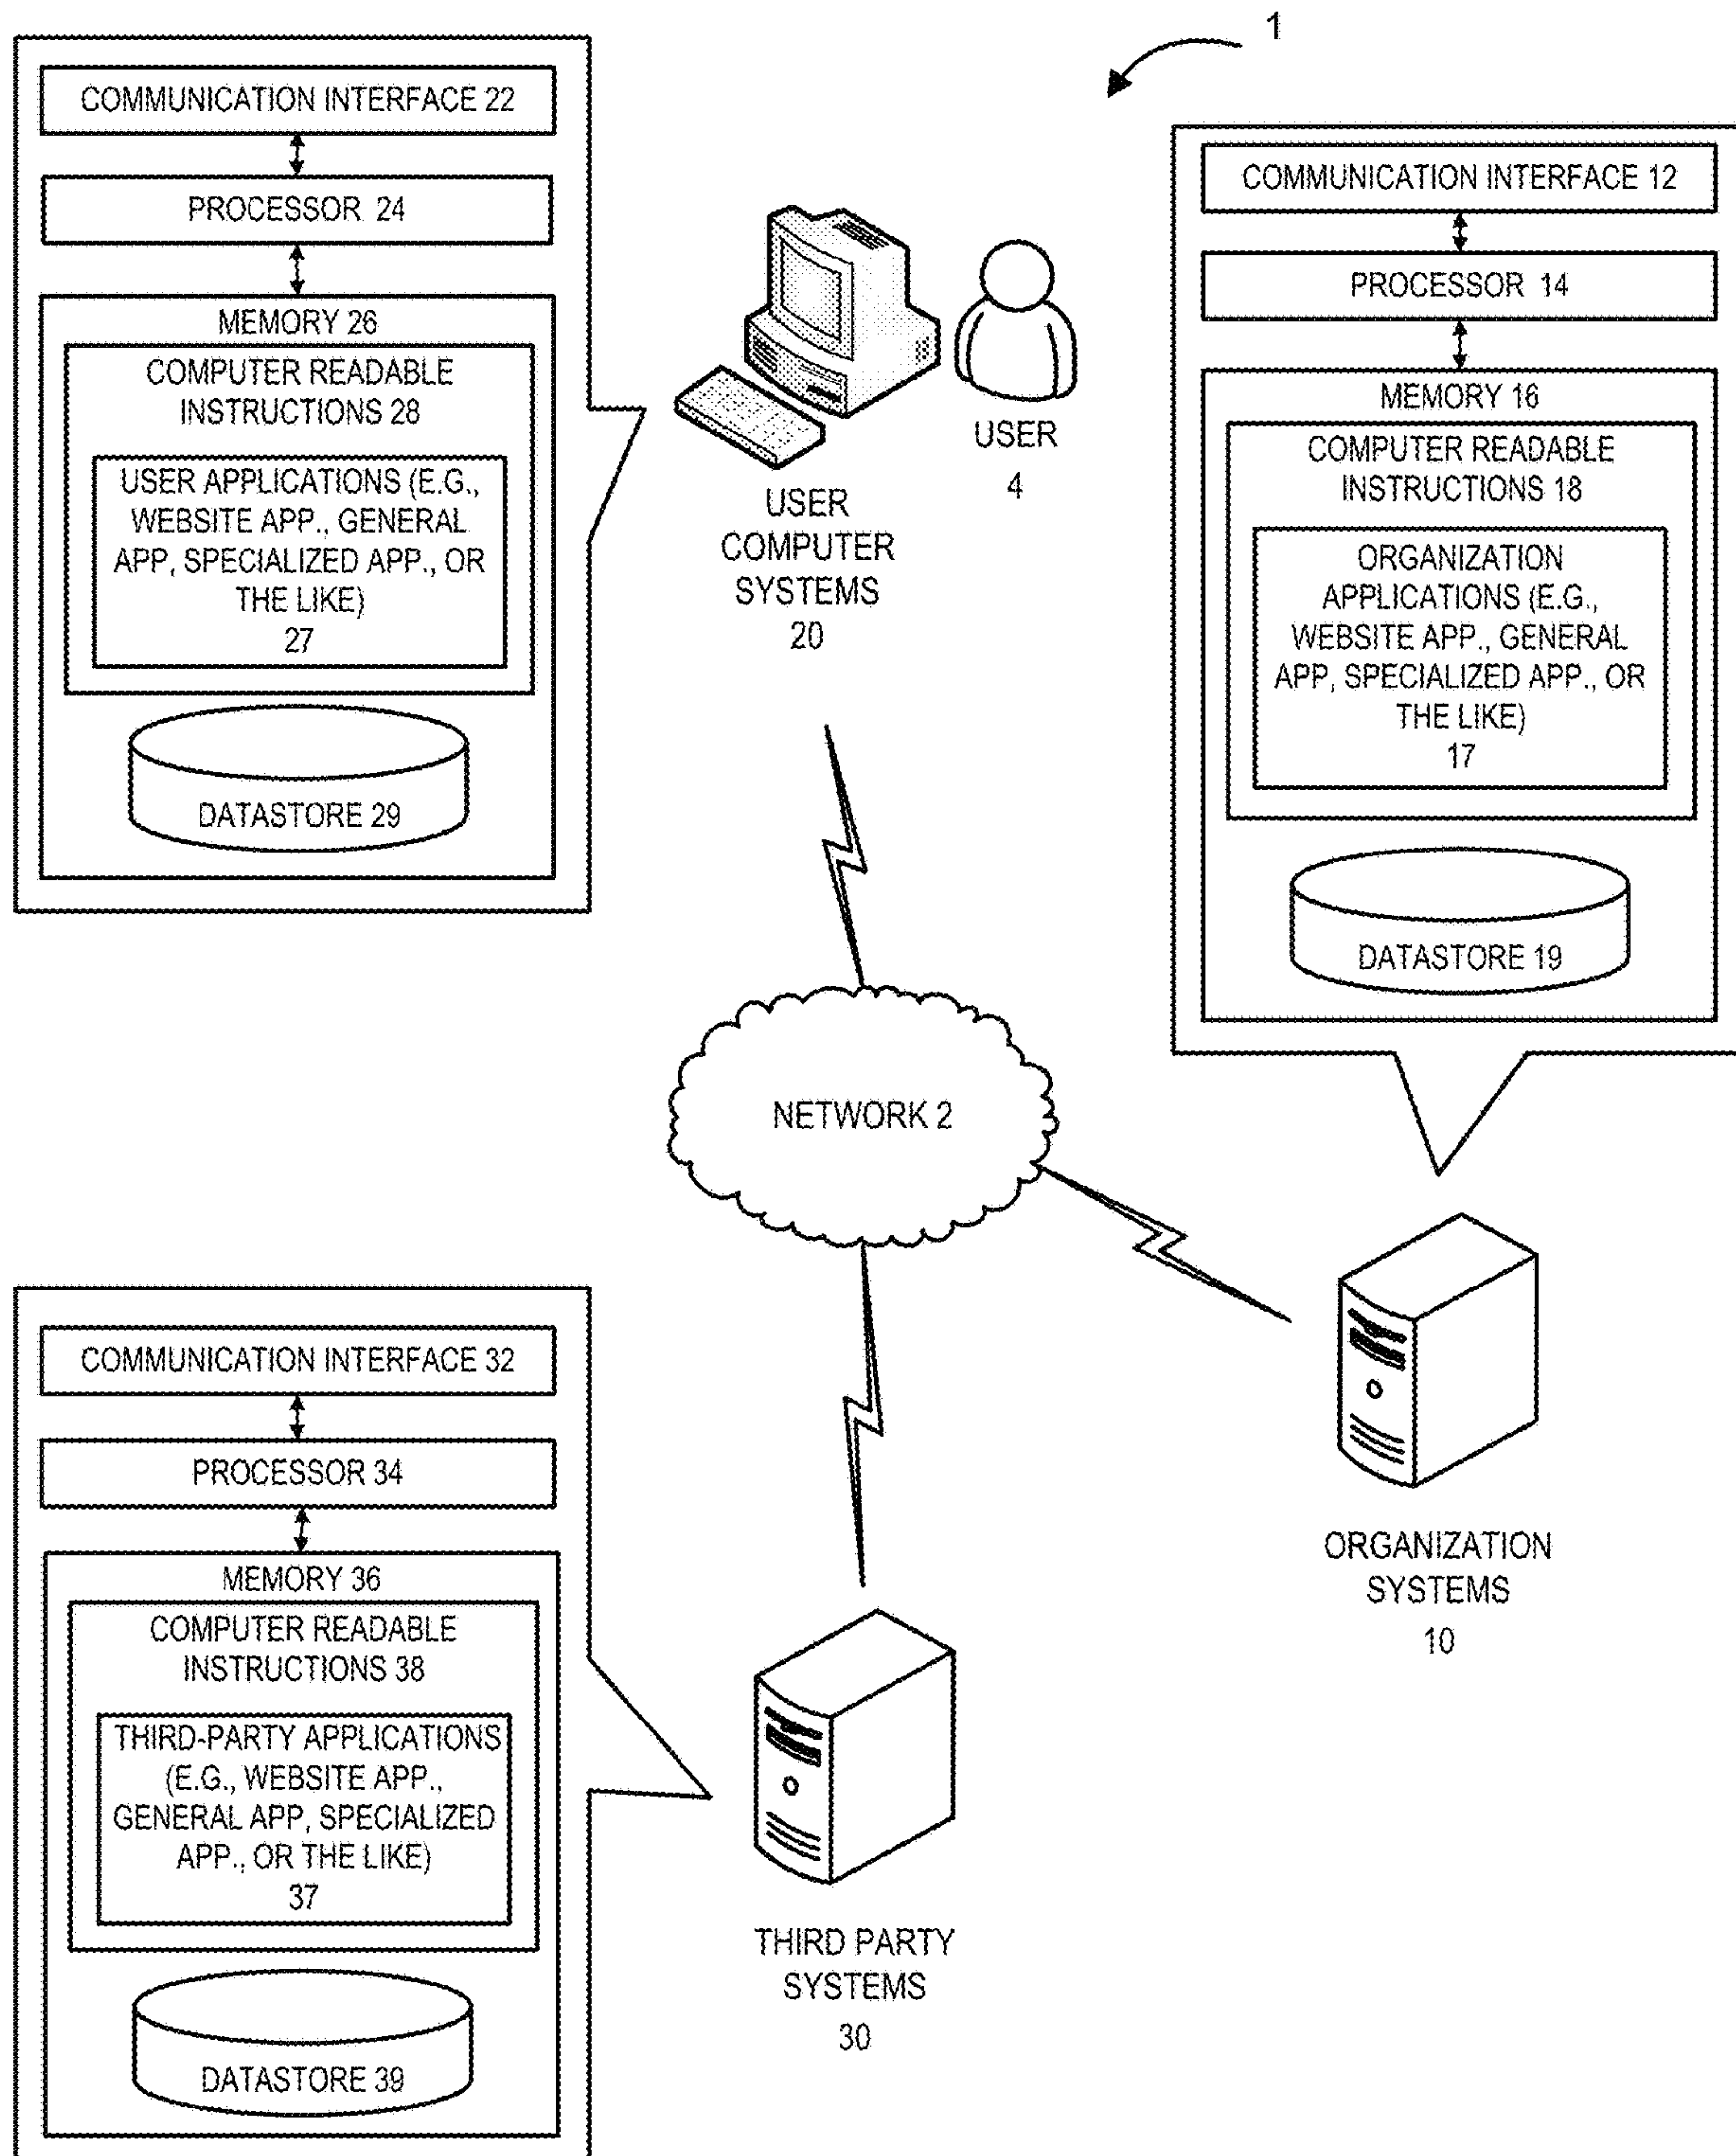 1
COMMUNICATION INTERFACE 22
PROCESSOR 24
MEMORY 26
COMPUTER READABLE
INSTRUCTIONS 28
USER APPLICATIONS (E.G.,
WEBSITE APP., GENERAL
APP, SPECIALIZED APP., OR
THE LIKE)
27
DATASTORE 29
USER
COMPUTER
SYSTEMS
20
USER
4
COMMUNICATION INTERFACE 12
PROCESSOR 14
MEMORY 16
COMPUTER READABLE
INSTRUCTIONS 18
ORGANIZATION
APPLICATIONS (E.G.,
WEBSITE APP., GENERAL
APP, SPECIALIZED APP., OR
THE LIKE)
17
DATASTORE 19
NETWORK 2
ORGANIZATION
SYSTEMS
10
COMMUNICATION INTERFACE 32
PROCESSOR 34
MEMORY 36
COMPUTER READABLE
INSTRUCTIONS 38
THIRD-PARTY APPLICATIONS
(E.G., WEBSITE APP.,
GENERAL APP, SPECIALIZED
APP., OR THE LIKE)
37
DATASTORE 39
THIRD PARTY
SYSTEMS
30